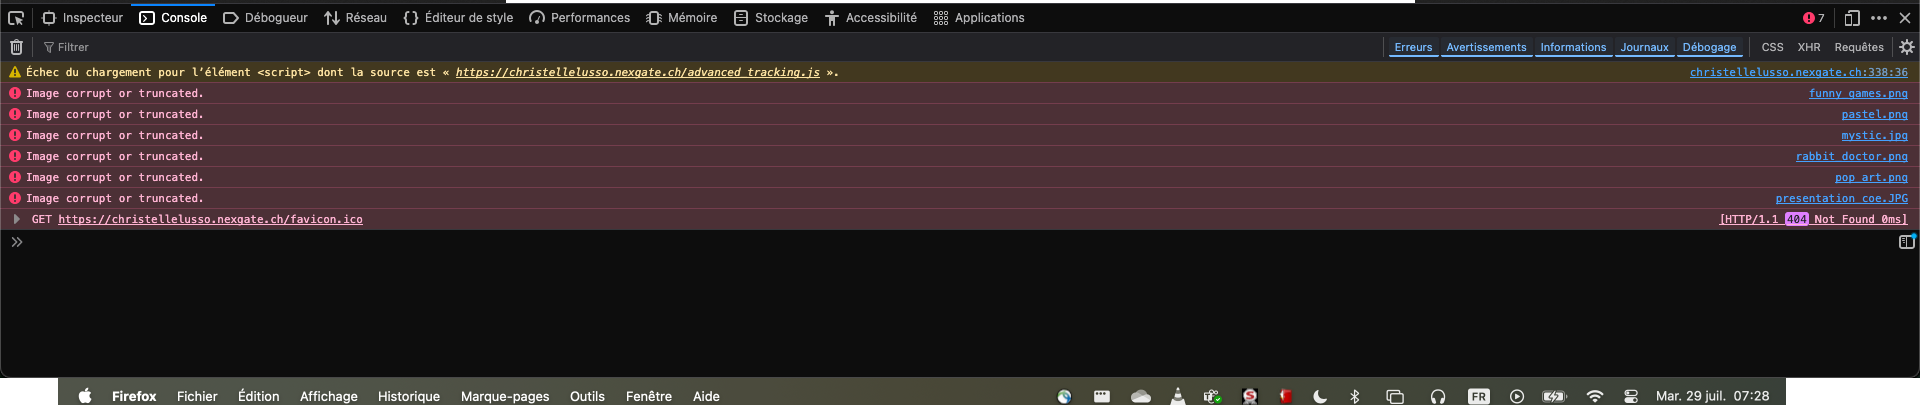 Inspecteur Console Débogueur Réseau Éditeur de style Performances Mémoire Stockage Accessibilité Applications 7
Filtrer Erreurs Avertissements Informations Journaux Débogage CSS XHR Requêtes
Échec du chargement pour l’élément <script> dont la source est « https://christellelusso.nexgate.ch/advanced_tracking.js ». christellelusso.nexgate.ch:338:36
Image corrupt or truncated. funny_games.png
Image corrupt or truncated. pastel.png
Image corrupt or truncated. mystic.jpg
Image corrupt or truncated. rabbit_doctor.png
Image corrupt or truncated. pop_art.png
Image corrupt or truncated. presentation_coe.JPG
GET https://christellelusso.nexgate.ch/favicon.ico [HTTP/1.1 404 Not Found 0ms]
Firefox Fichier Édition Affichage Historique Marque-pages Outils Fenêtre Aide FR Mar. 29 juil. 07:28